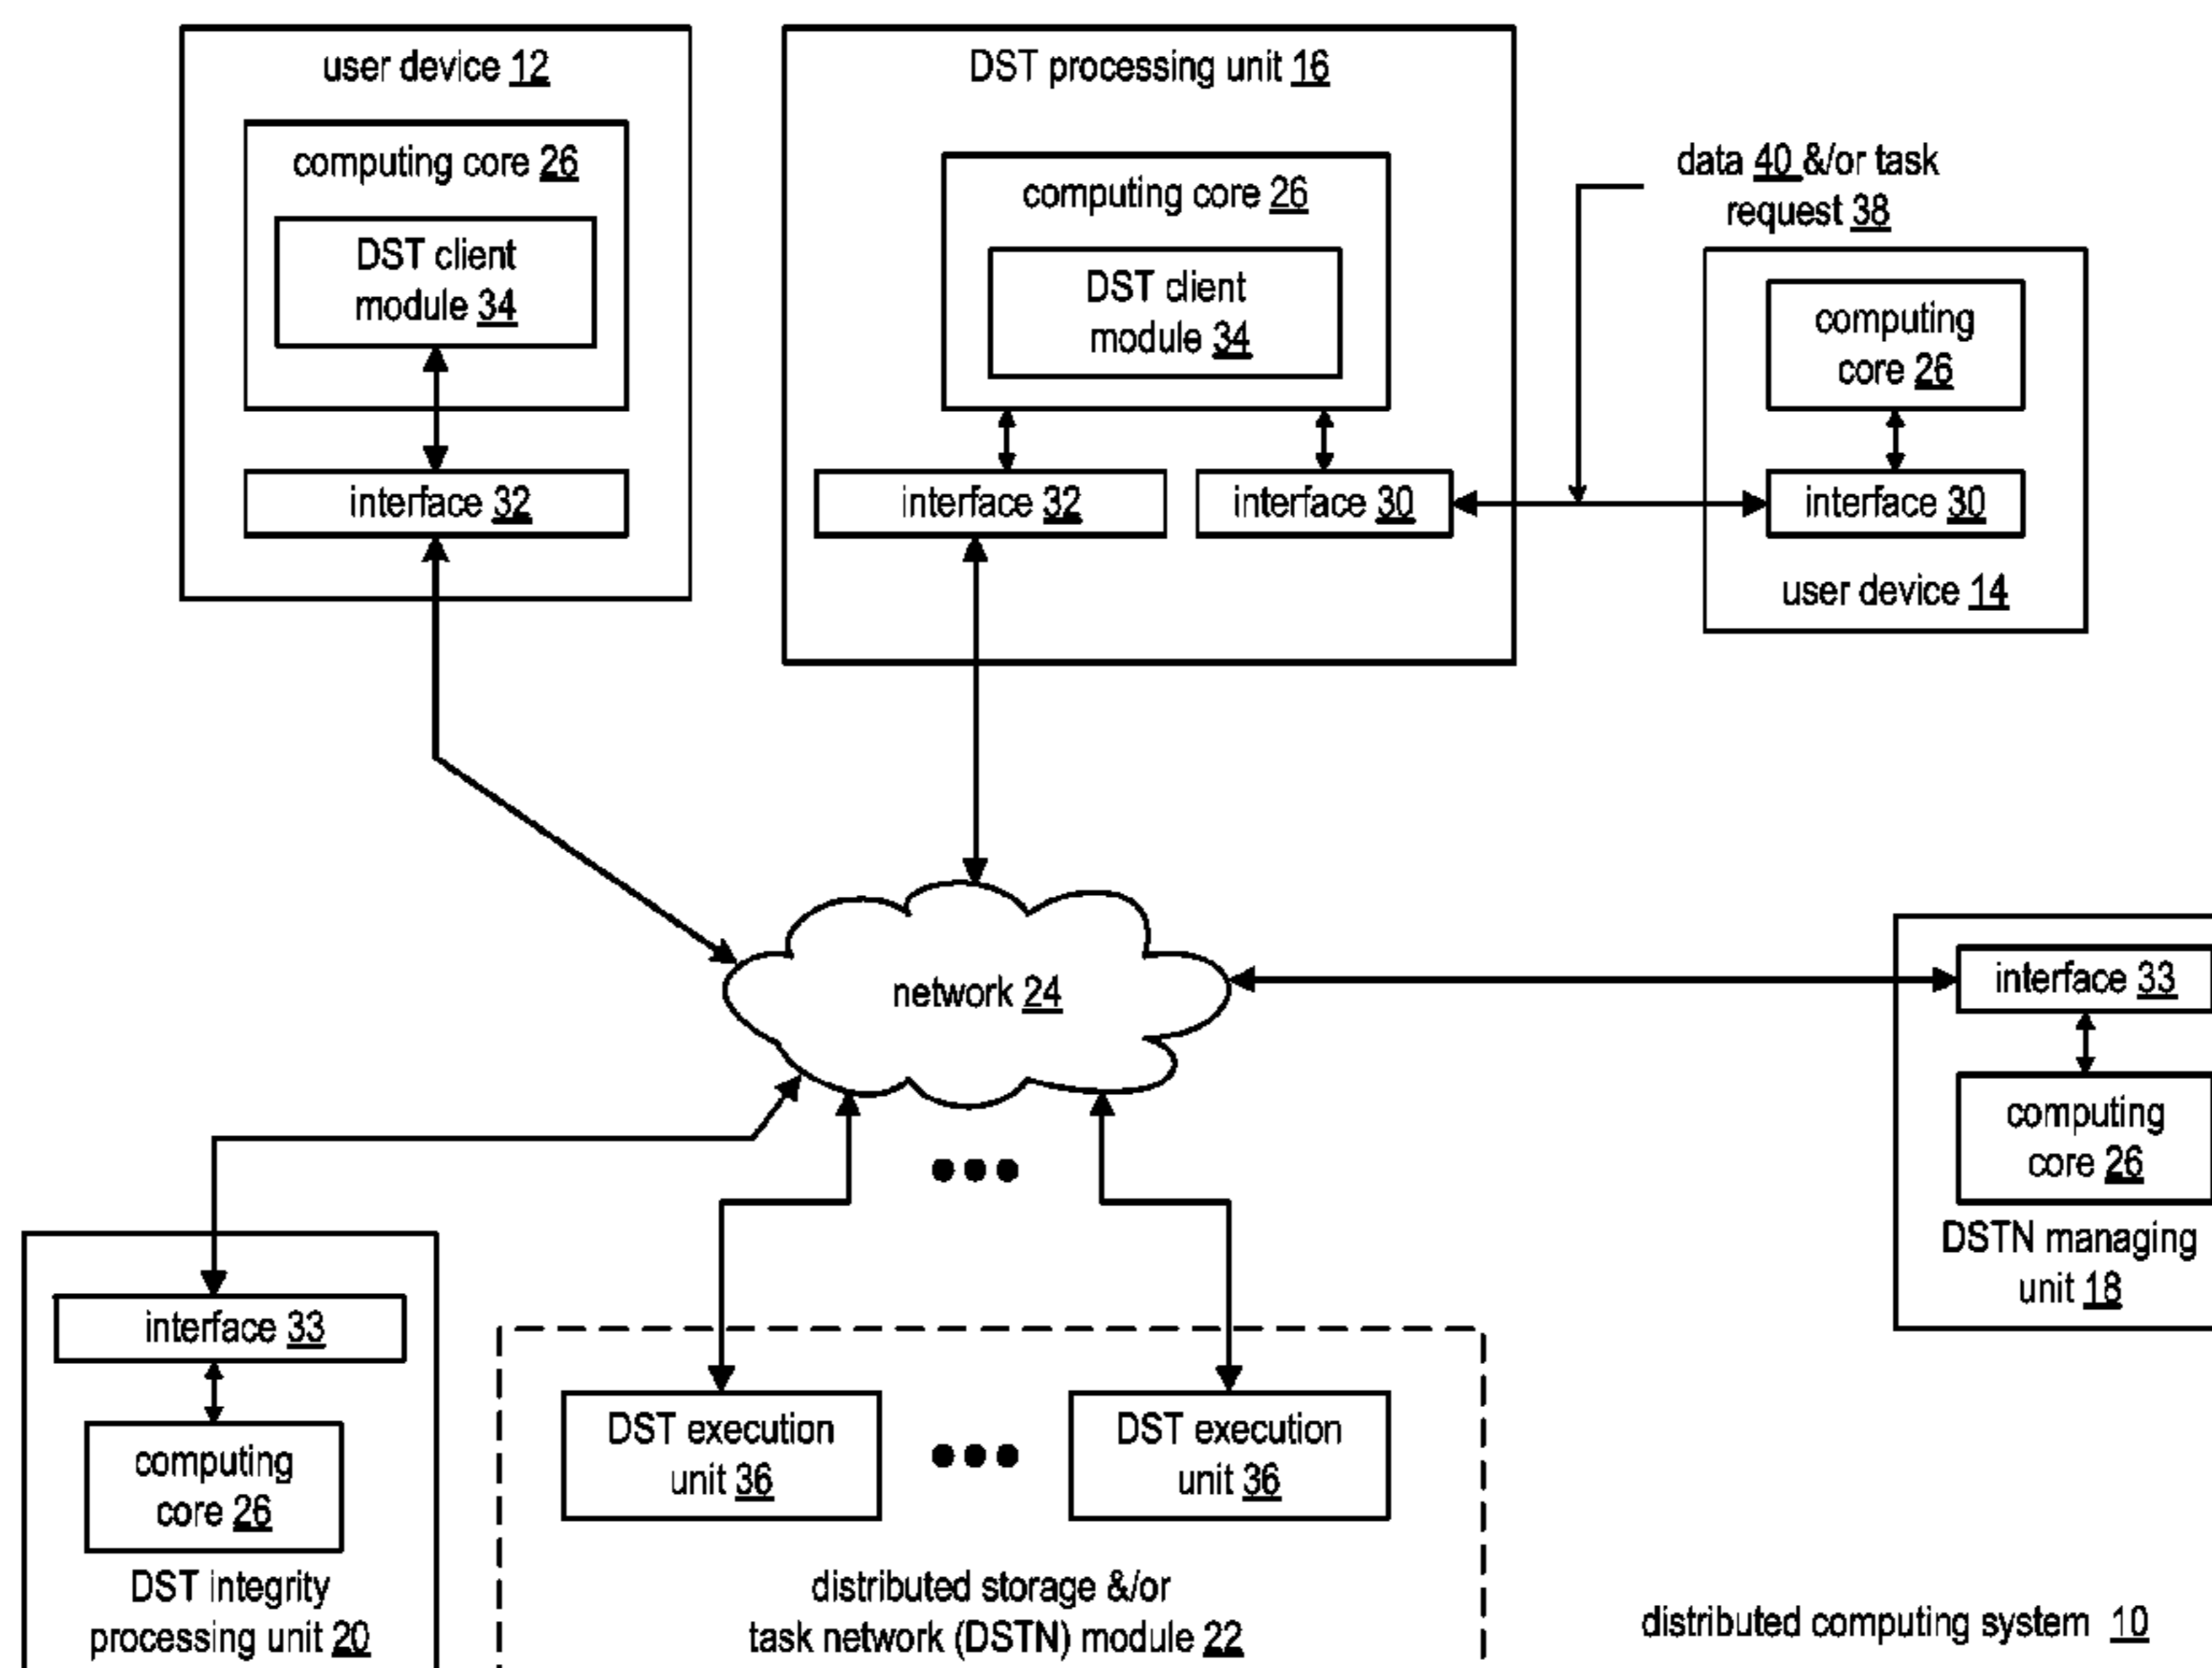 user device 12
computing core 26
DST client
module 34
interface 32
DST processing unit 16
computing core 26
DST client
module 34
interface 32
interface 30
data 40 &/or task
request 38
computing
core 26
interface 30
user device 14
network 24
interface 33
computing
core 26
DSTN managing
unit 18
interface 33
computing
core 26
DST integrity
processing unit 20
DST execution
unit 36
DST execution
unit 36
distributed storage &/or
task network (DSTN) module 22
distributed computing system 10